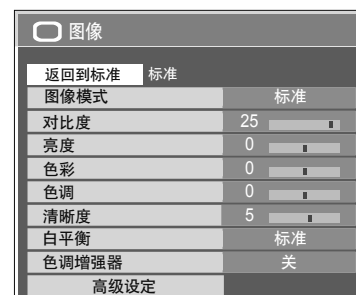 图像
返回到标准 标准
图像模式 标准
对比度 25
亮度 0
色彩 0
色调 0
清晰度 5
白平衡 标准
色调增强器 关
高级设定